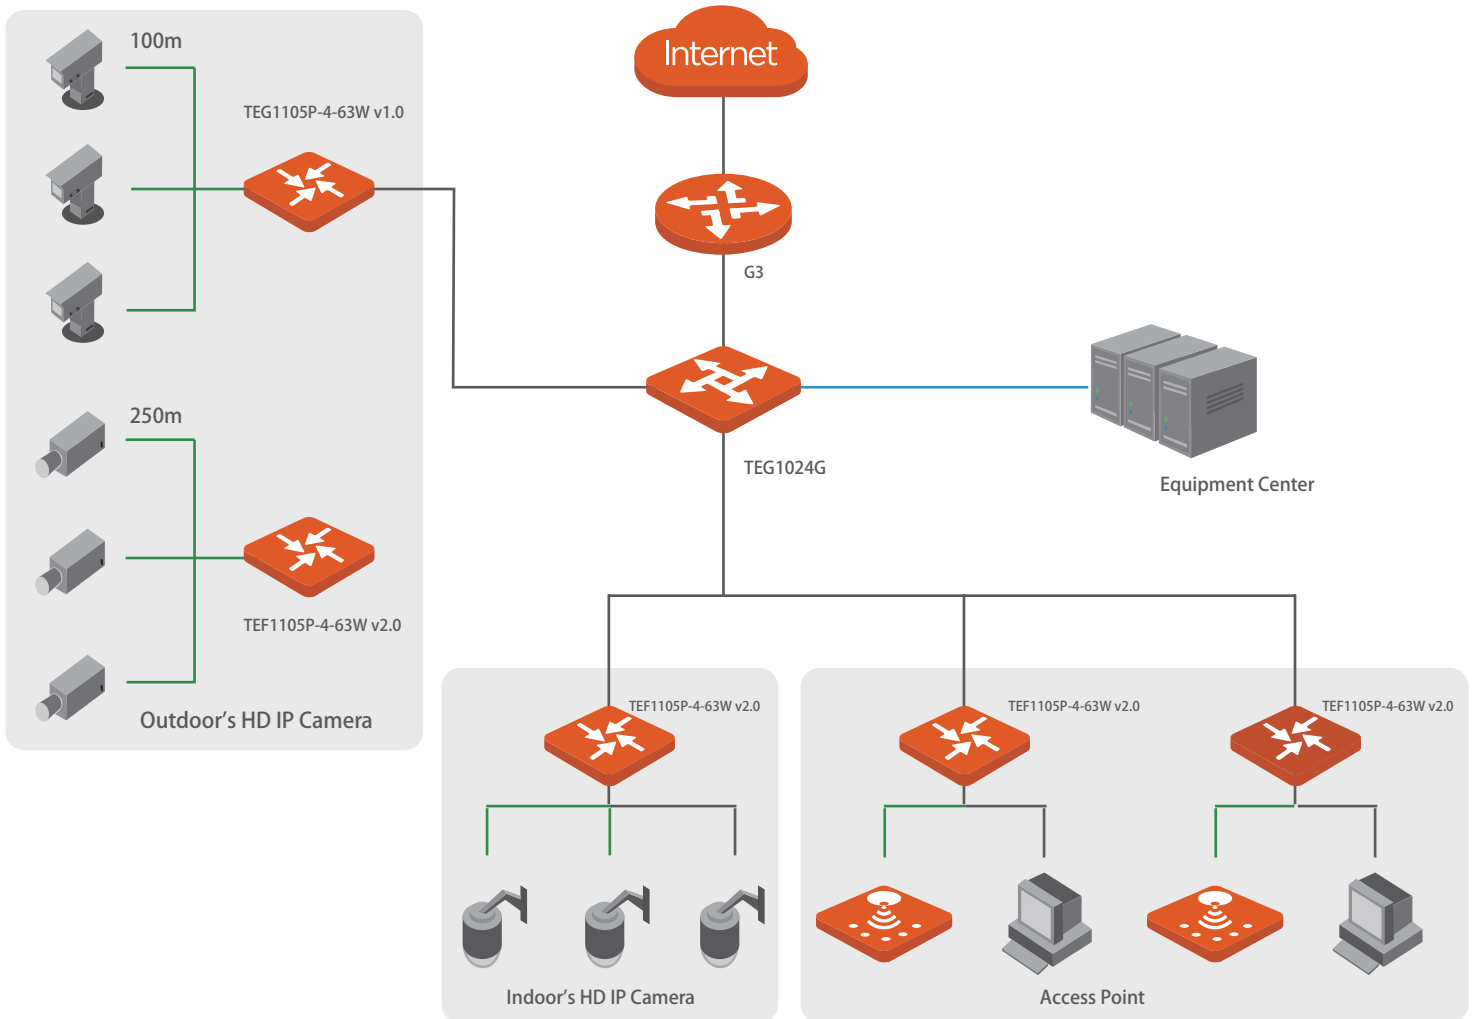 Internet
100m
TEG1105P-4-63W v1.0
G3
250m
TEG1024G
Equipment Center
TEF1105P-4-63W v2.0
Outdor's HD IP Camera
TEF1105P-4-63W v2.0
TEF1105P-4-63W v2.0
TEF1105P-4-63W v2.0
Indoor's HD IP Camera
Access Point